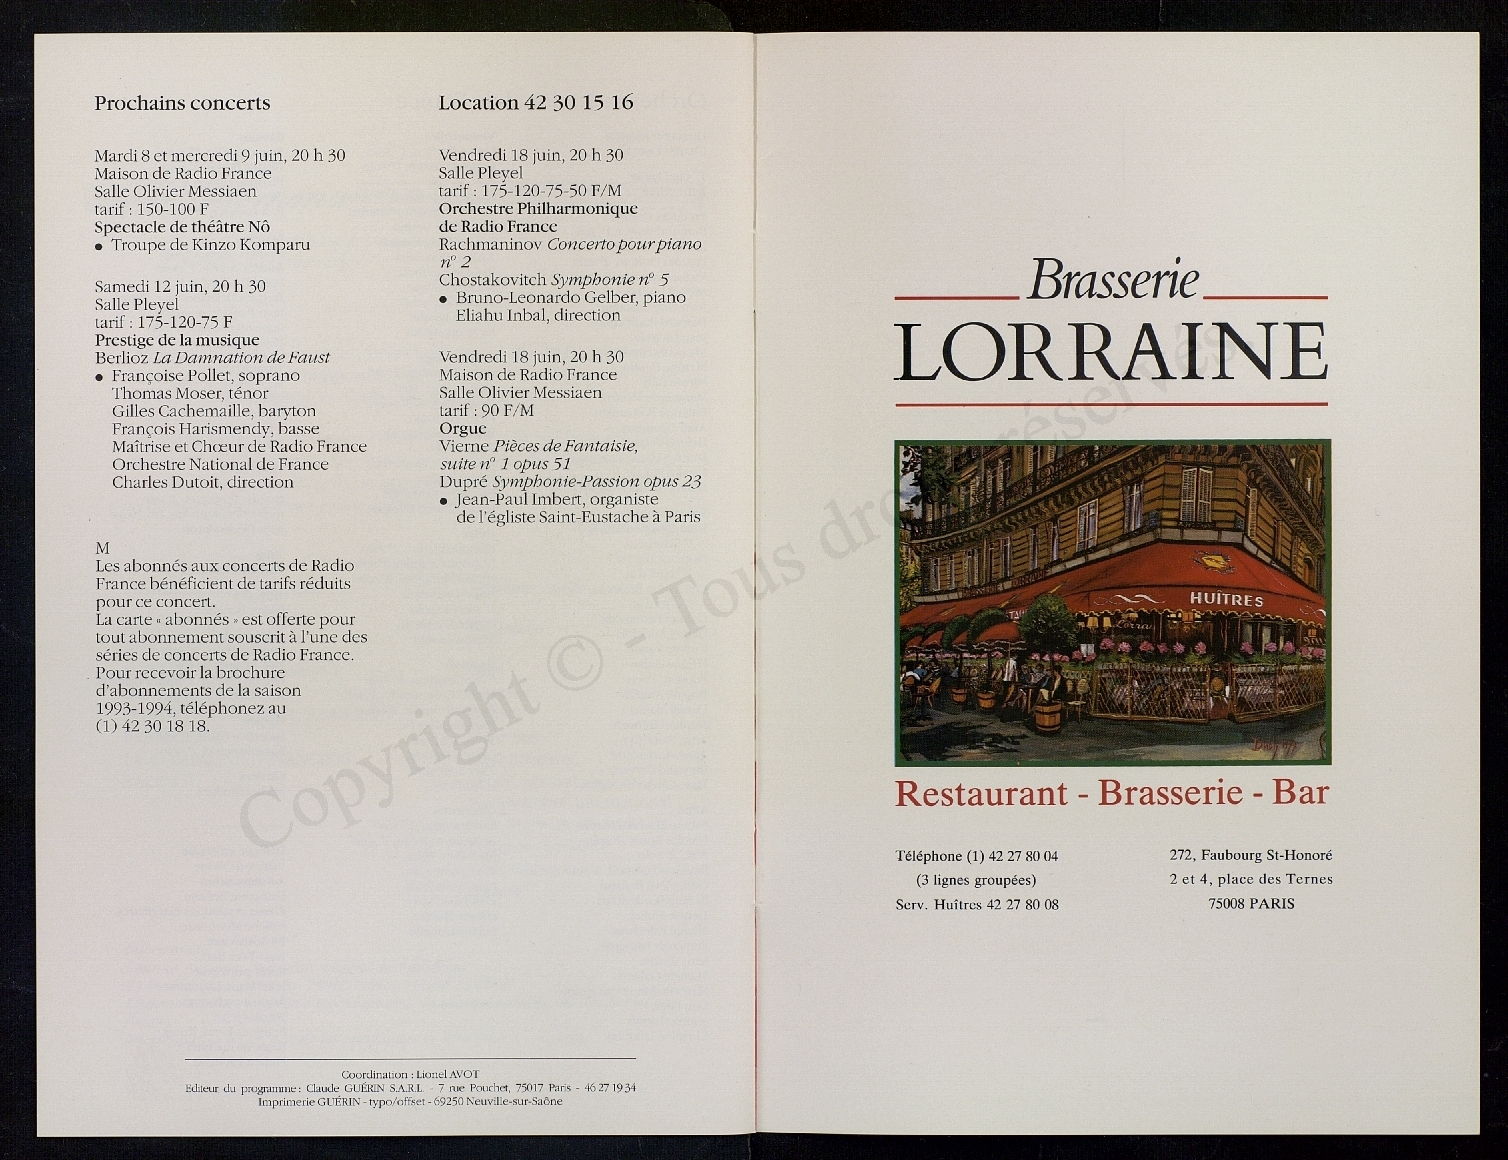 Prochains concerts
Mardi 8 et mercredi 9 juin, 20 h 30
Maison de Radio France
Salle Olivier Messiaen
tarif : 150-100 F
Spectacle de théâtre Nô
● Troupe de Kinzo Komparu
Samedi 12 juin, 20 h 30
Salle Pleyel
tarif : 175-120-75 F
Prestige de la musique
Berlioz La Damnation de Faust
● Françoise Pollet, soprano
Thomas Moser, ténor
Gilles Cachemaille, baryton
François Harismendy, basse
Maîtrise et Chœur de Radio France
Orchestre National de France
Charles Dutoit, direction
M
Les abonnés aux concerts de Radio
France bénéficient de tarifs réduits
pour ce concert.
La carte « abonnés » est offerte pour
tout abonnement souscrit à l'une des
séries de concerts de Radio France.
Pour recevoir la brochure
d'abonnements de la saison
1993-1994, téléphonez au
(1) 42 30 18 18.
Location 42 30 15 16
Vendredi 18 juin, 20 h 30
Salle Pleyel
tarif : 175-120-75-50 F/M
Orchestre Philharmonique
de Radio France
Rachmaninov Concerto pour piano
n° 2
Chostakovitch Symphonie n° 5
● Bruno-Leonardo Gelber, piano
Eliahu Inbal, direction
Vendredi 18 juin, 20 h 30
Maison de Radio France
Salle Olivier Messiaen
tarif : 90 F/M
Orgue
Vierne Pièces de Fantaisie,
suite n° 1 opus 51
Dupré Symphonie-Passion opus 23
● Jean-Paul Imbert, organiste
de l'égliste Saint-Eustache à Paris
Coordination : Lionel AVOT
Editeur du programme : Claude GUÉRIN S.A.R.L. - 7 rue Pouchet, 75017 Paris - 46 27 19 34
Imprimerie GUÉRIN - typo/offset - 69250 Neuville-sur-Saône
Brasserie
LORRAINE
HUÎTRES
Lorraine
Restaurant - Brasserie - Bar
Téléphone (1) 42 27 80 04
(3 lignes groupées)
Serv. Huîtres 42 27 80 08
272, Faubourg St-Honoré
2 et 4, place des Ternes
75008 PARIS
Copyright © - Tous droits réservés